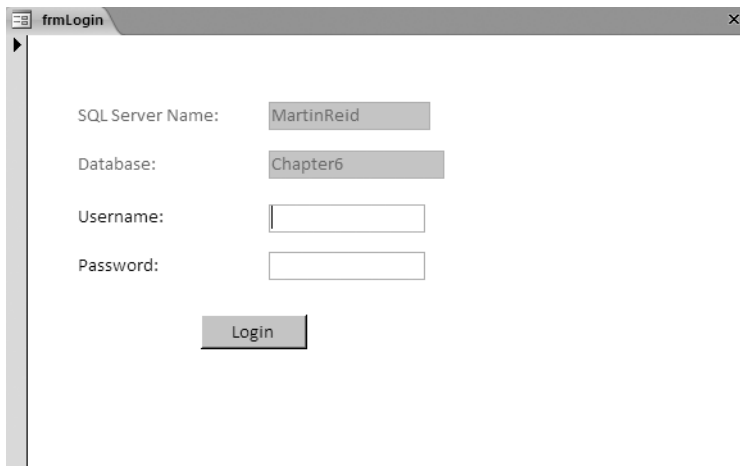 frmLogin
SQL Server Name: MartinReid
Database: Chapter6
Username:
Password:
Login